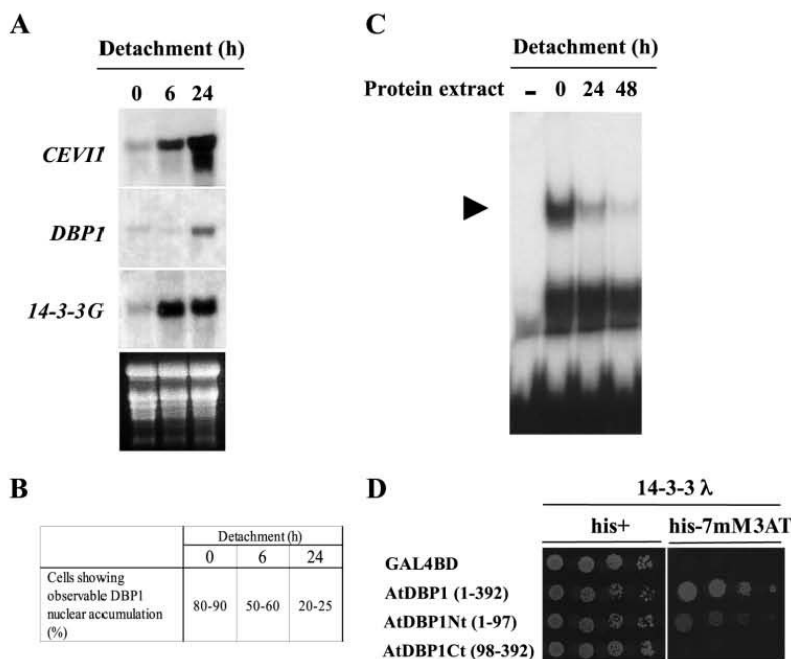 A
Detachment (h)
0 6 24
CEVI1
DBP1
14-3-3G
B
Detachment (h)
0 6 24
Cells showing
observable DBP1
nuclear accumulation
(%)
80-90 50-60 20-25
C
Detachment (h)
Protein extract - 0 24 48
D
14-3-3 λ
his+ his-7mM3AT
GAL4BD
AtDBP1 (1-392)
AtDBP1Nt (1-97)
AtDBP1Ct (98-392)